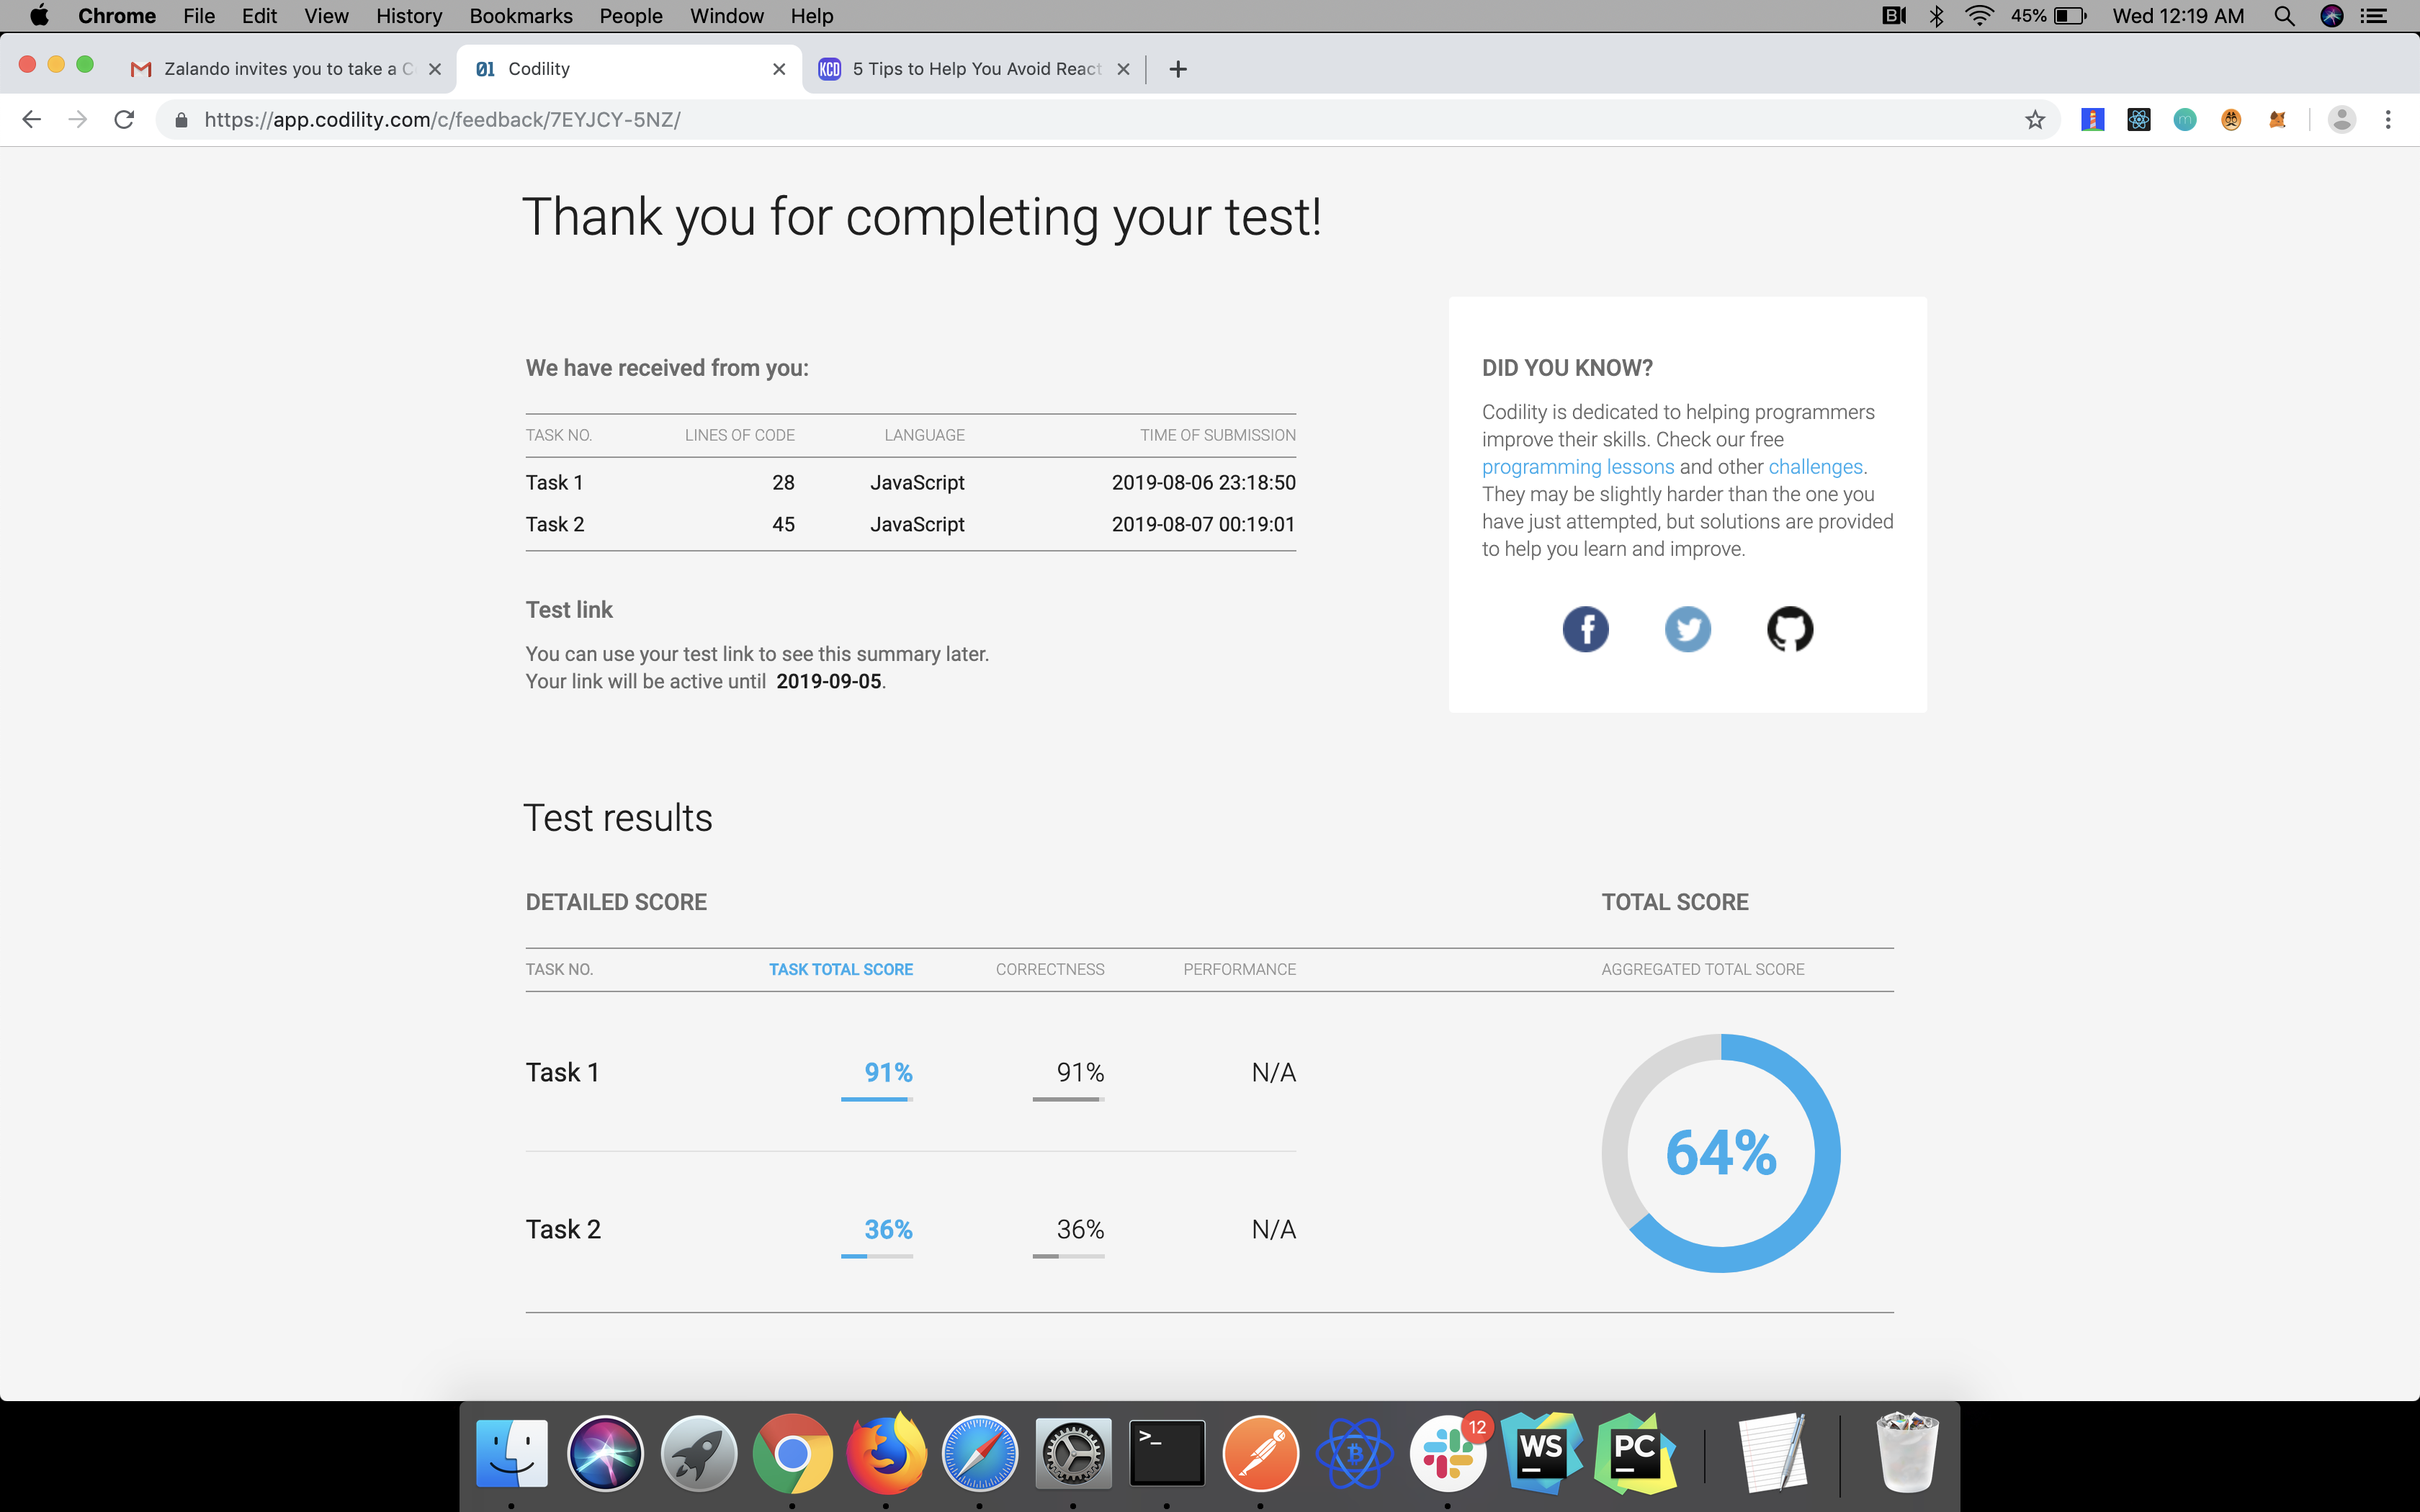 Chrome File Edit View History Bookmarks People Window Help 45% Wed 12:19 AM
Zalando invites you to take a C
01 Codility
KCD 5 Tips to Help You Avoid React
https://app.codility.com/c/feedback/7EYJCY-5NZ/
Thank you for completing your test!
We have received from you:
TASK NO. LINES OF CODE LANGUAGE TIME OF SUBMISSION
Task 1 28 JavaScript 2019-08-06 23:18:50
Task 2 45 JavaScript 2019-08-07 00:19:01
Test link
You can use your test link to see this summary later.
Your link will be active until 2019-09-05.
DID YOU KNOW?
Codility is dedicated to helping programmers
improve their skills. Check our free
programming lessons and other challenges.
They may be slightly harder than the one you
have just attempted, but solutions are provided
to help you learn and improve.
Test results
DETAILED SCORE
TOTAL SCORE
TASK NO. TASK TOTAL SCORE CORRECTNESS PERFORMANCE AGGREGATED TOTAL SCORE
Task 1 91% 91% N/A
64%
Task 2 36% 36% N/A
>_
12
WS
PC